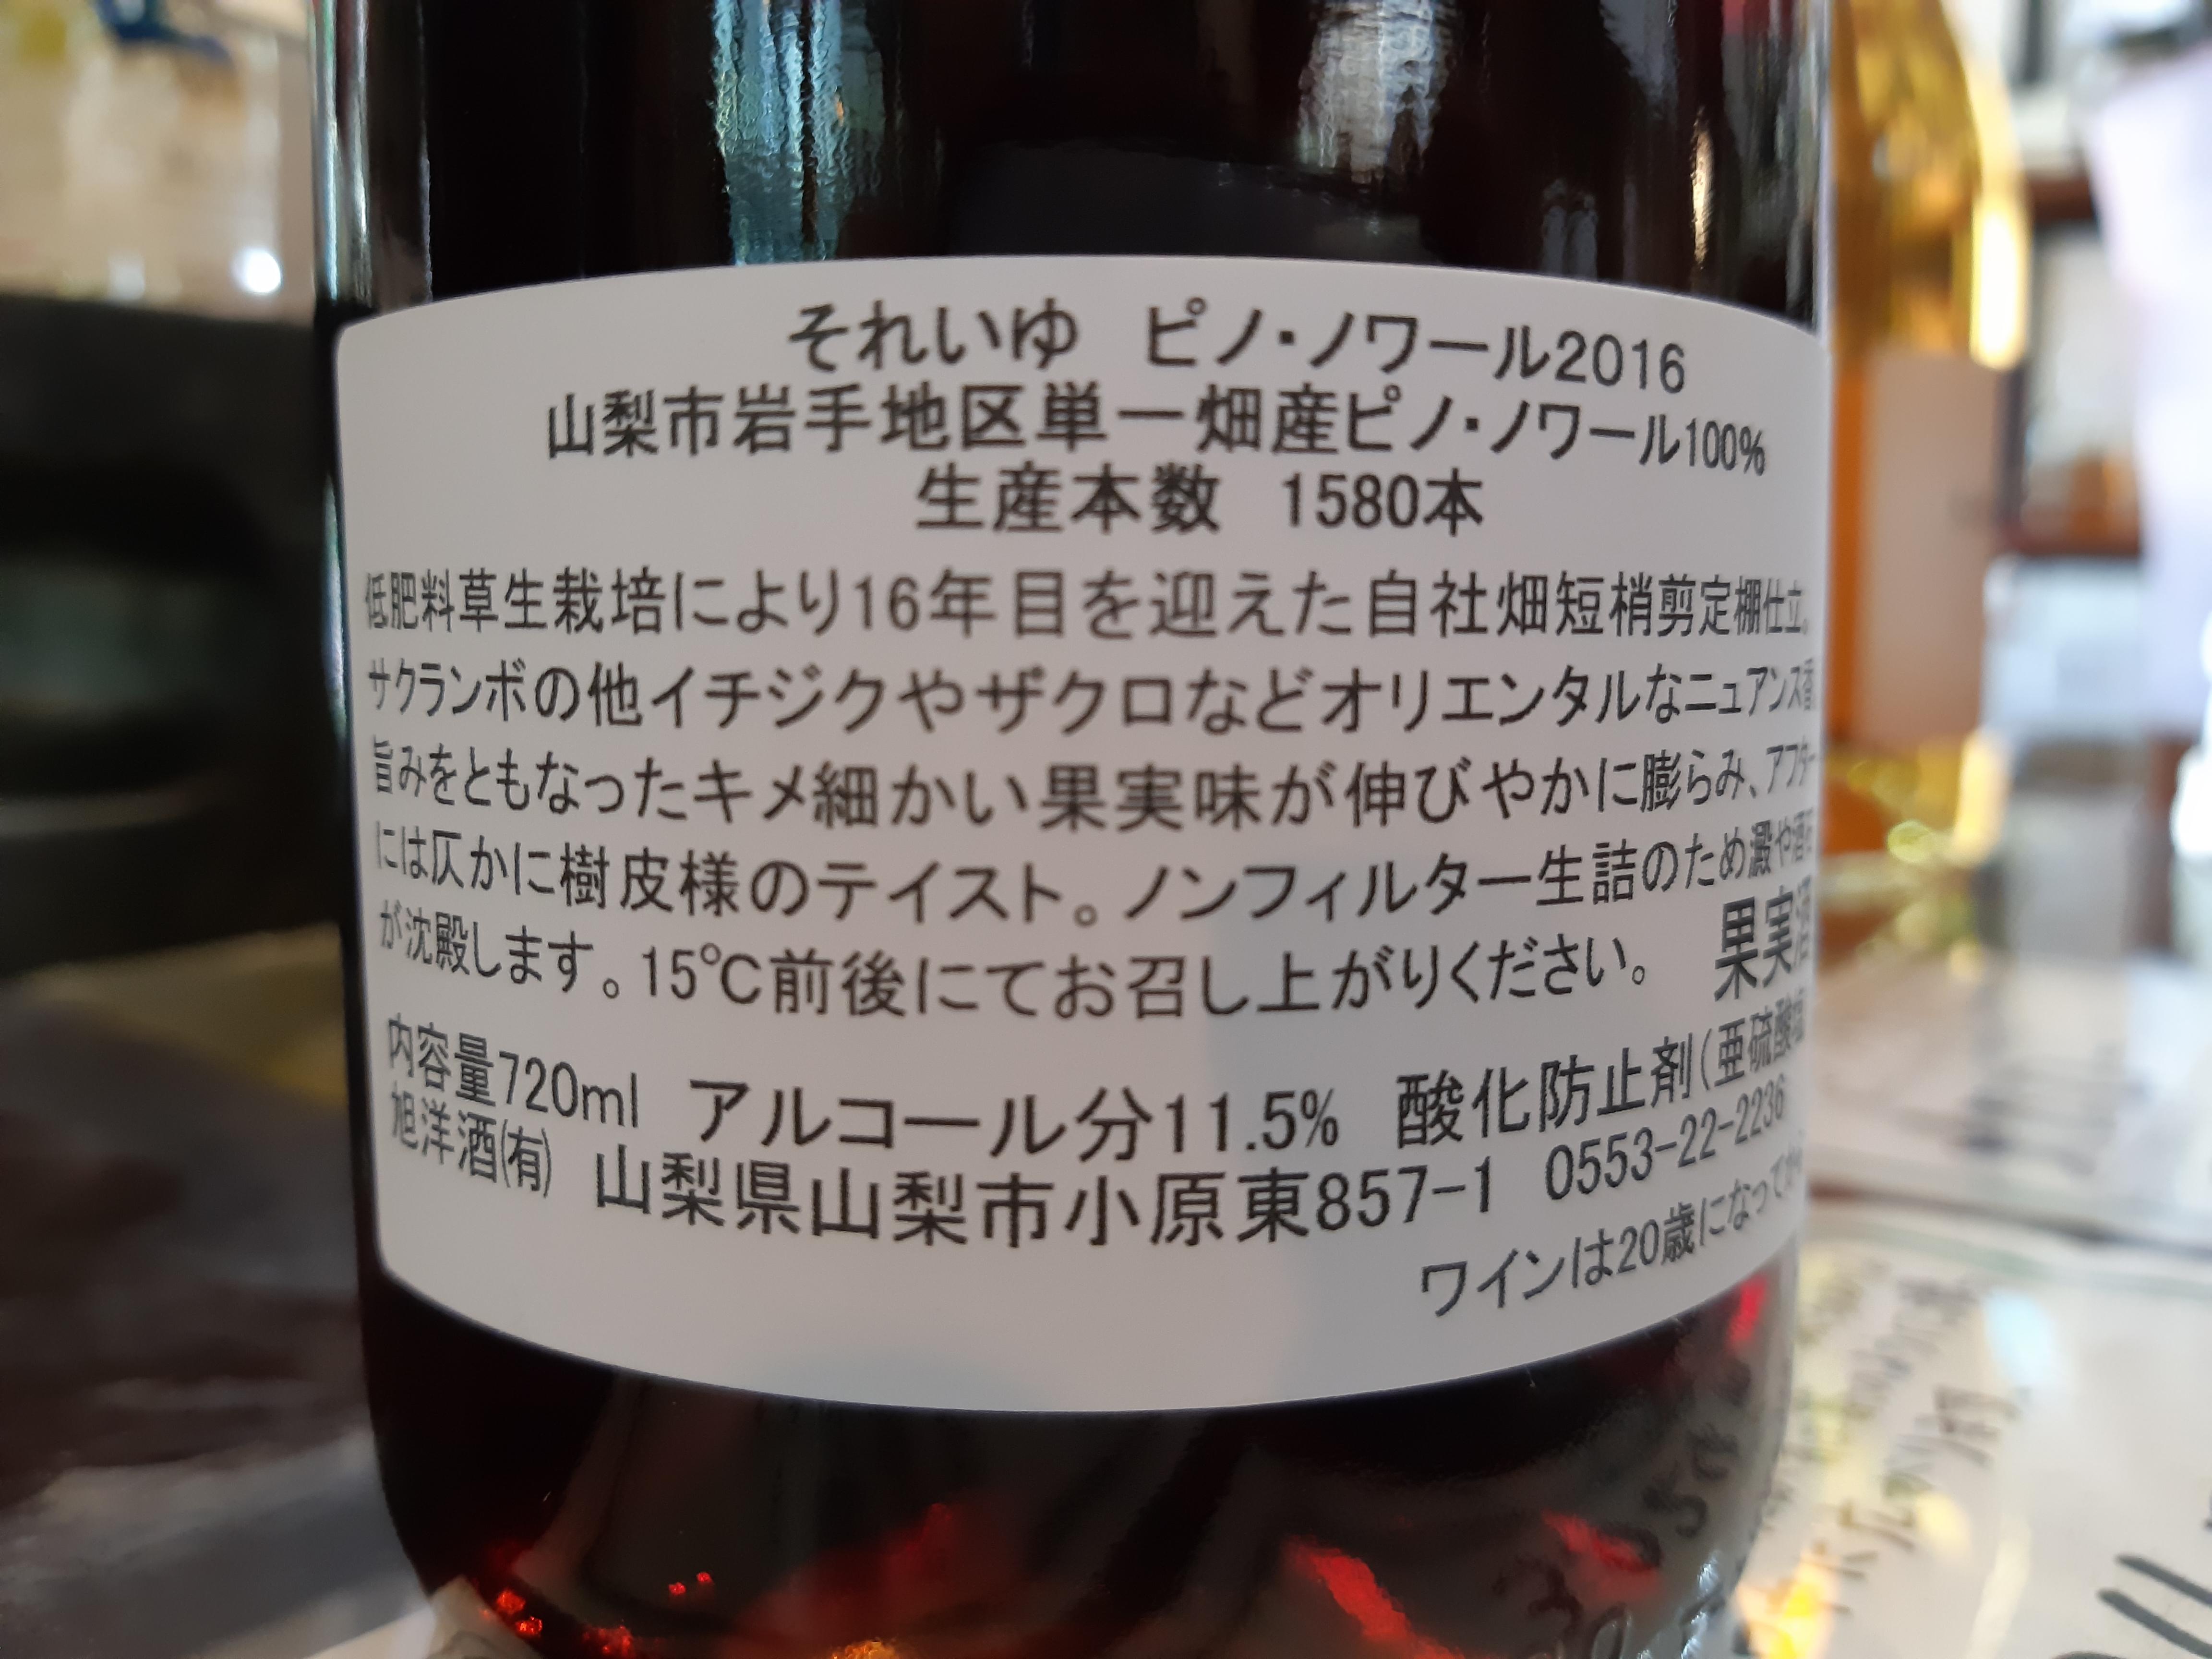 それいゆ ピノ・ノワール2016
山梨市岩手地区単一畑産ピノ・ノワール100%
生産本数 1580本
低肥料草生栽培により16年目を迎えた自社畑短梢剪定棚仕立。
サクランボの他イチジクやザクロなどオリエンタルなニュアンス香
旨みをともなったキメ細かい果実味が伸びやかに膨らみ、アフター
には仄かに樹皮様のテイスト。ノンフィルター生詰のため澱や酒石
が沈殿します。15℃前後にてお召し上がりください。 果実酒
内容量720ml アルコール分11.5% 酸化防止剤(亜硫酸塩
旭洋酒(有) 山梨県山梨市小原東857-1 0553-22-2236
ワインは20歳になってから